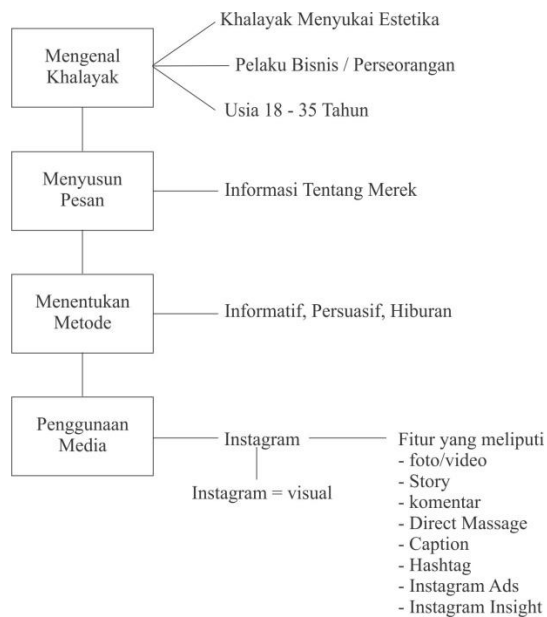 Khalayak Menyukai Estetika
Mengenal
Khalayak
Pelaku Bisnis / Perseorangan
Usia 18 - 35 Tahun
Menyusun
Pesan
Informasi Tentang Merek
Menentukan
Metode
Informatif, Persuasif, Hiburan
Penggunaan
Media
Instagram
Instagram = visual
Fitur yang meliputi
- foto/video
- Story
- komentar
- Direct Massage
- Caption
- Hashtag
- Instagram Ads
- Instagram Insight